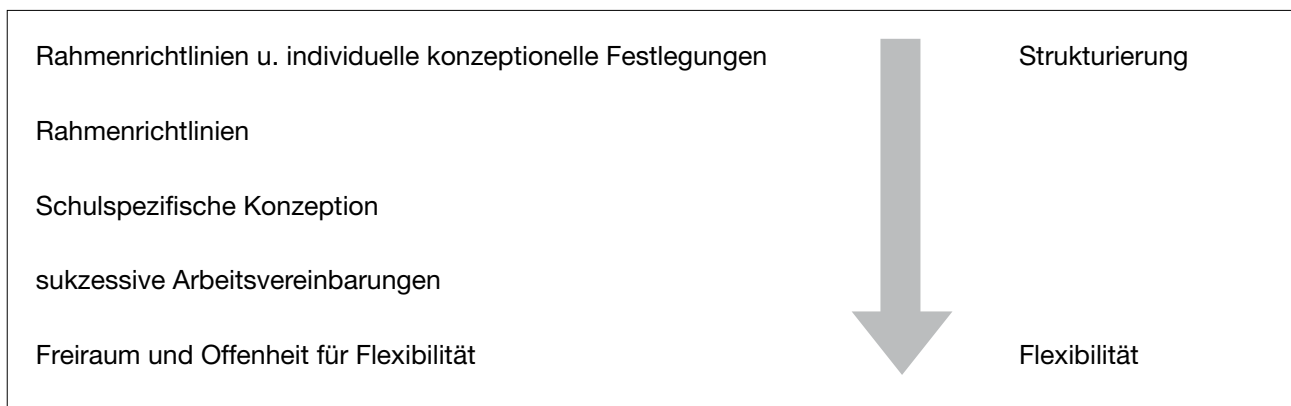 Rahmenrichtlinien u. individuelle konzeptionelle Festlegungen Strukturierung
Rahmenrichtlinien
Schulspezifische Konzeption
sukzessive Arbeitsvereinbarungen
Freiraum und Offenheit für Flexibilität Flexibilität